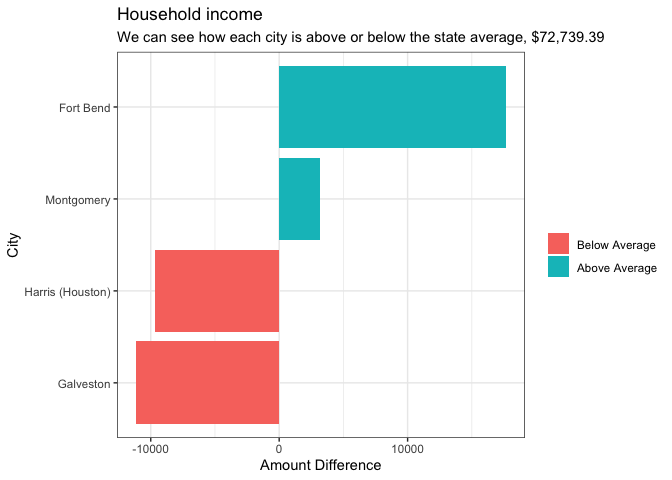 Household income
We can see how each city is above or below the state average, $72,739.39
Fort Bend
Montgomery
Harris (Houston)
Galveston
City
Below Average
Above Average
-10000
0
10000
Amount Difference